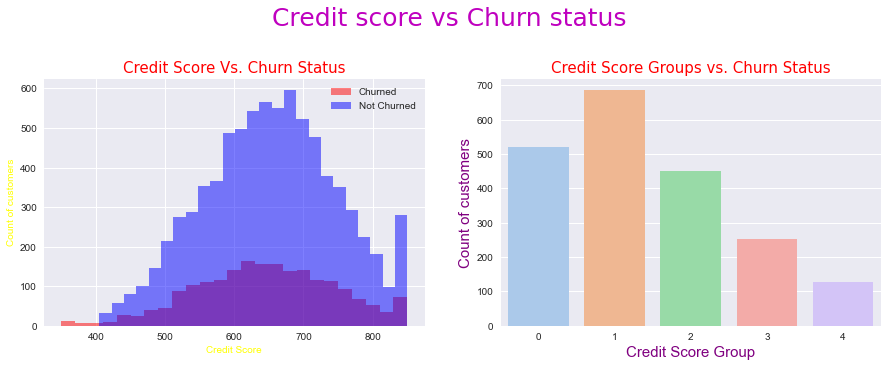 Credit score vs Churn status
Credit Score Vs. Churn Status
600
500
400
300
200
100
0
Count of customers
Churned
Not Churned
400
500
600
700
800
Credit Score
Credit Score Groups vs. Churn Status
700
600
500
400
300
200
100
0
Count of customers
0
1
2
3
4
Credit Score Group